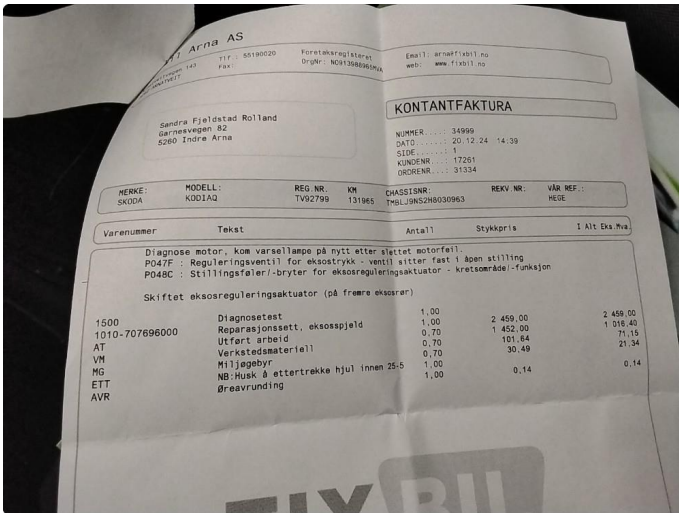 Arna AS
Tlf.: 55190020
Fax:
Foretaksregisteret
OrgNr: NO913988965MVA
Email: arna@fixbil.no
web: www.fixbil.no
143
Sandra Fjeldstad Rolland
Garnesvegen 82
5260 Indre Arna
KONTANTFAKTURA
NUMMER....: 34999
DATO......: 20.12.24 14:39
SIDE......: 1
KUNDENR...: 17261
ORDRENR...: 31334
MERKE: MODELL: REG.NR. KM CHASSISNR: REKV.NR: VÅR REF.:
SKODA KODIAQ TV92799 131965 TMBLJ9NS2H8030963 HEGE
Varenummer Tekst Antall Stykkpris I Alt Eks.Mva.
Diagnose motor, kom varsellampe på nytt etter slettet motorfeil.
P047F : Reguleringsventil for eksostrykk - ventil sitter fast i åpen stilling
P048C : Stillingsføler/-bryter for eksosreguleringsaktuator - kretsområde/-funksjon
Skiftet eksosreguleringsaktuator (på fremre eksosrør)
1500 Diagnosetest 1,00
1010-707696000 Reparasjonssett, eksosspjeld 1,00 2 459,00 2 459,00
AT Utført arbeid 0,70 1 452,00 1 016,40
VM Verkstedsmateriell 0,70 101,64 71,15
MG Miljøgebyr 0,70 30,49 21,34
ETT NB:Husk å ettertrekke hjul innen 25-5 1,00
AVR Øreavrunding 1,00 0,14 0,14
FIX BIL